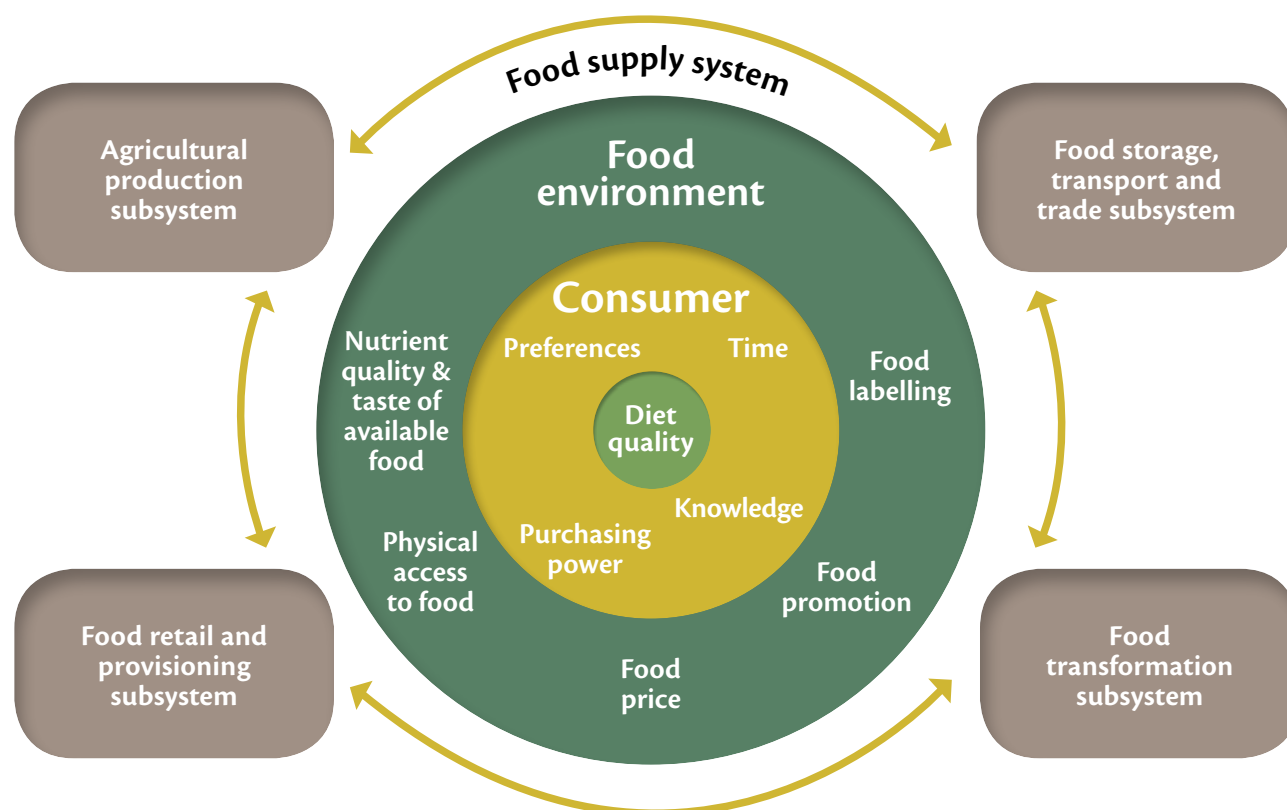 Food supply system
Agricultural
production
subsystem
Food storage,
transport and
trade subsystem
Food
environment
Consumer
Preferences
Time
Nutrient
quality &
taste of
available
food
Food
labelling
Diet
quality
Knowledge
Purchasing
power
Physical
access
to food
Food
promotion
Food
price
Food retail and
provisioning
subsystem
Food
transformation
subsystem